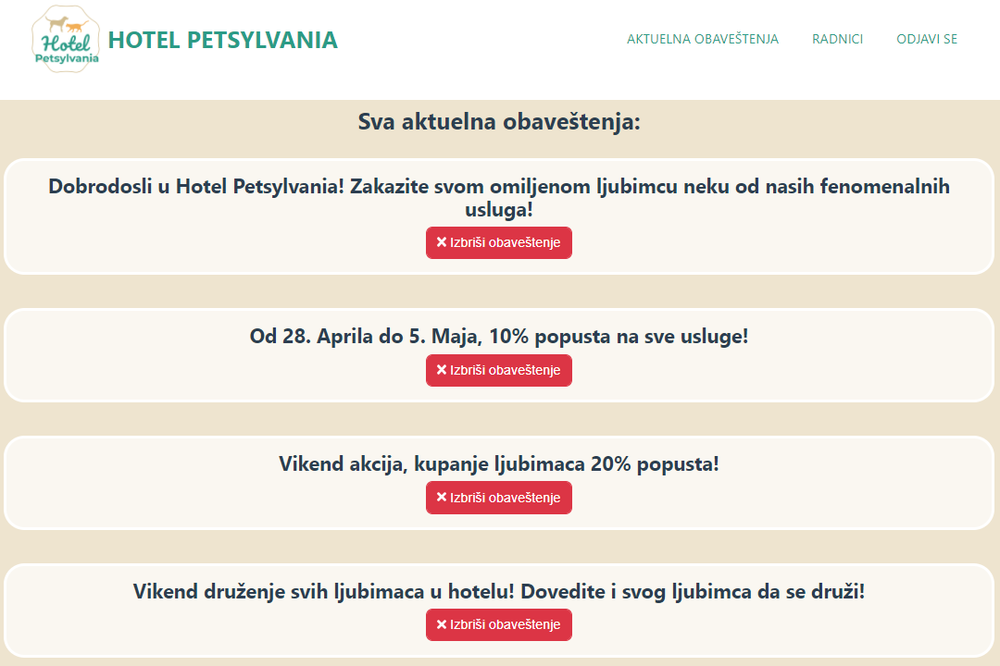 Hotel
Petsylvania
HOTEL PETSYLVANIA
AKTUELNA OBAVEŠTENJA
RADNICI
ODJAVI SE
Sva aktuelna obaveštenja:
Dobrodosli u Hotel Petsylvania! Zakazite svom omiljenom ljubimcu neku od nasih fenomenalnih
usluga!
Izbriši obaveštenje
Od 28. Aprila do 5. Maja, 10% popusta na sve usluge!
Izbriši obaveštenje
Vikend akcija, kupanje ljubimaca 20% popusta!
Izbriši obaveštenje
Vikend druženje svih ljubimaca u hotelu! Dovedite i svog ljubimca da se druži!
Izbriši obaveštenje